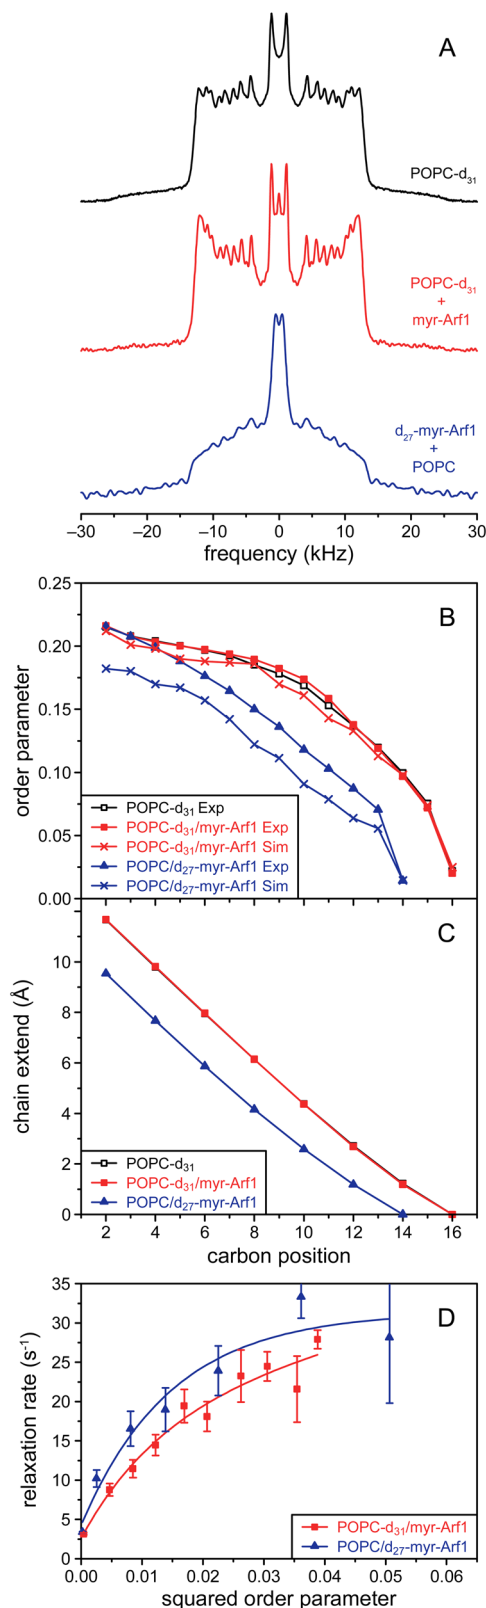 A
POPC-d31
POPC-d31
+
myr-Arf1
d27-myr-Arf1
+
POPC
−30 −20 −10 0 10 20 30
frequency (kHz)
B
0.25
0.20
0.15
0.10
0.05
0.00
order parameter
POPC-d31 Exp
POPC-d31/myr-Arf1 Exp
POPC-d31/myr-Arf1 Sim
POPC/d27-myr-Arf1 Exp
POPC/d27-myr-Arf1 Sim
C
10
8
6
4
2
0
chain extend (Å)
POPC-d31
POPC-d31/myr-Arf1
POPC/d27-myr-Arf1
2 4 6 8 10 12 14 16
carbon position
D
35
30
25
20
15
10
5
0
relaxation rate (s-1)
POPC-d31/myr-Arf1
POPC/d27-myr-Arf1
0.00 0.01 0.02 0.03 0.04 0.05 0.06
squared order parameter